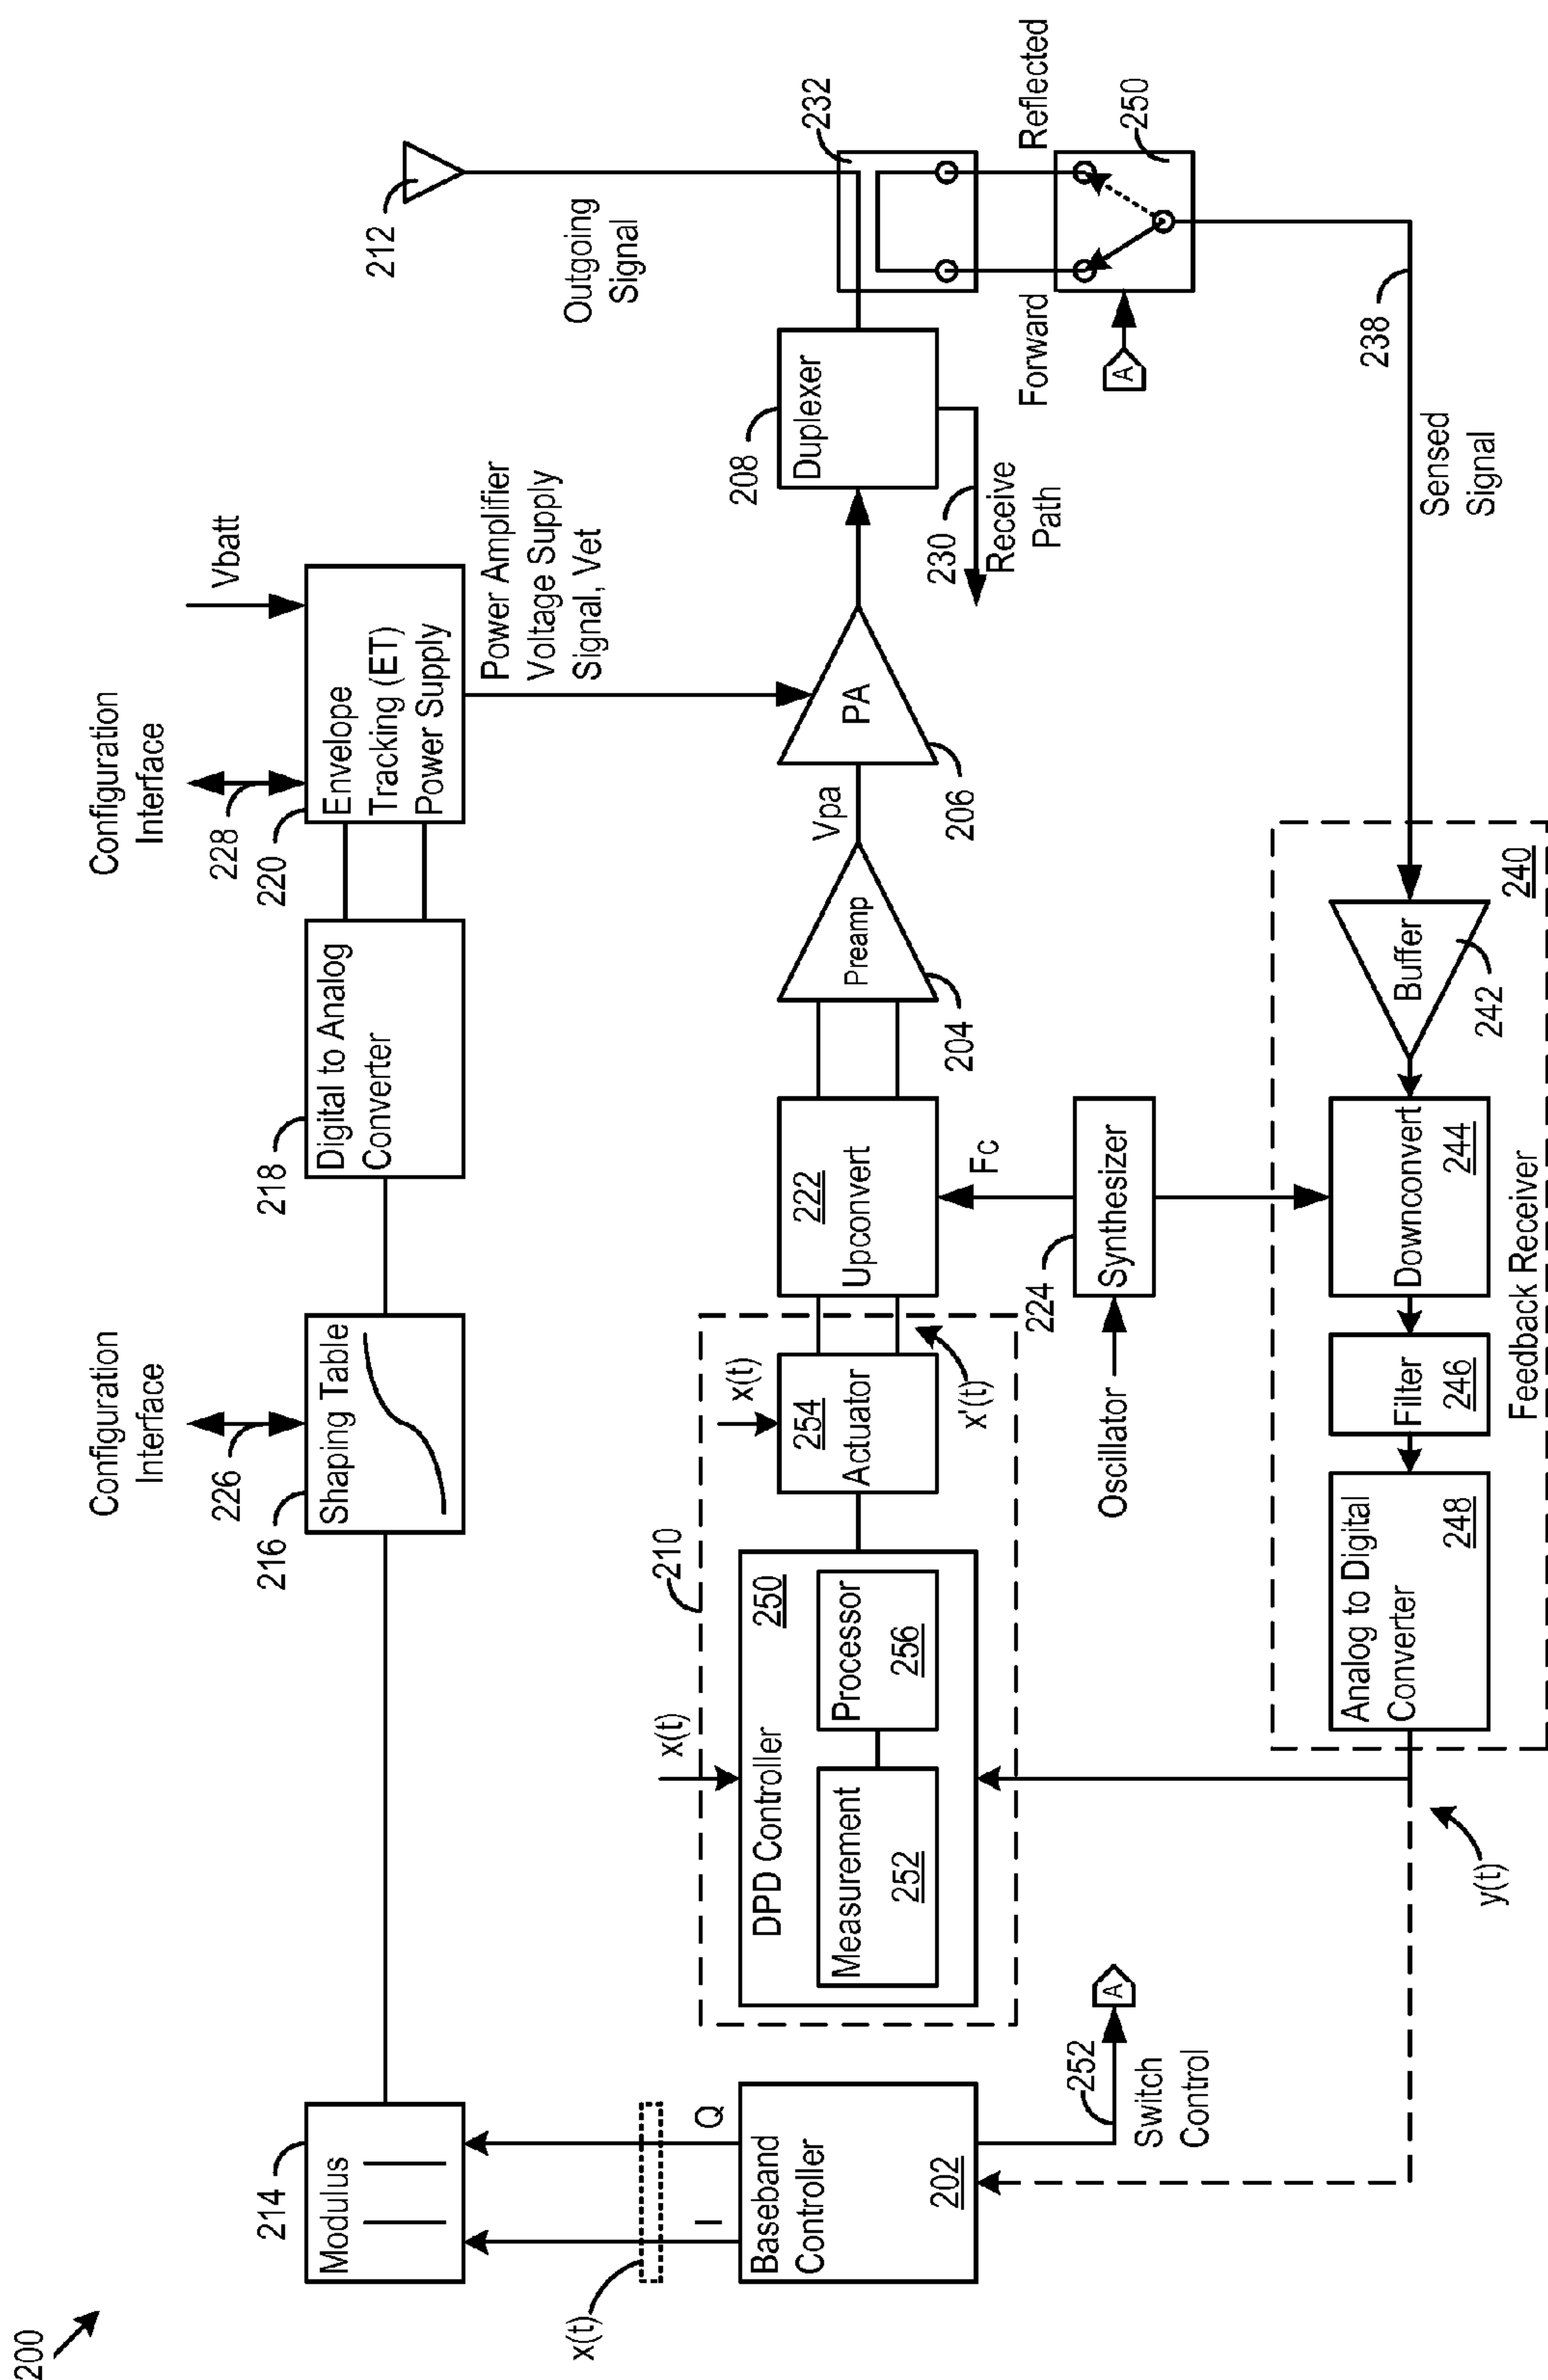 200
Configuration
Interface
226
Configuration
Interface
228
Vbatt
214
Modulus
216
Shaping Table
218
Digital to Analog
Converter
220
Envelope
Tracking (ET)
Power Supply
Power Amplifier
Voltage Supply
Signal, Vet
212
Outgoing
Signal
x(t)
I
Q
Baseband
Controller
202
252
Switch
Control
A
210
x(t)
DPD Controller
250
Measurement
252
Processor
256
x(t)
254
Actuator
x'(t)
222
Upconvert
Preamp
204
Vpa
PA
206
208
Duplexer
230
Receive
Path
232
Forward
Reflected
A
250
Oscillator
224
Synthesizer
Fc
238
Sensed
Signal
y(t)
Analog to Digital
Converter
248
Filter
246
Downconvert
244
Buffer
242
240
Feedback Receiver